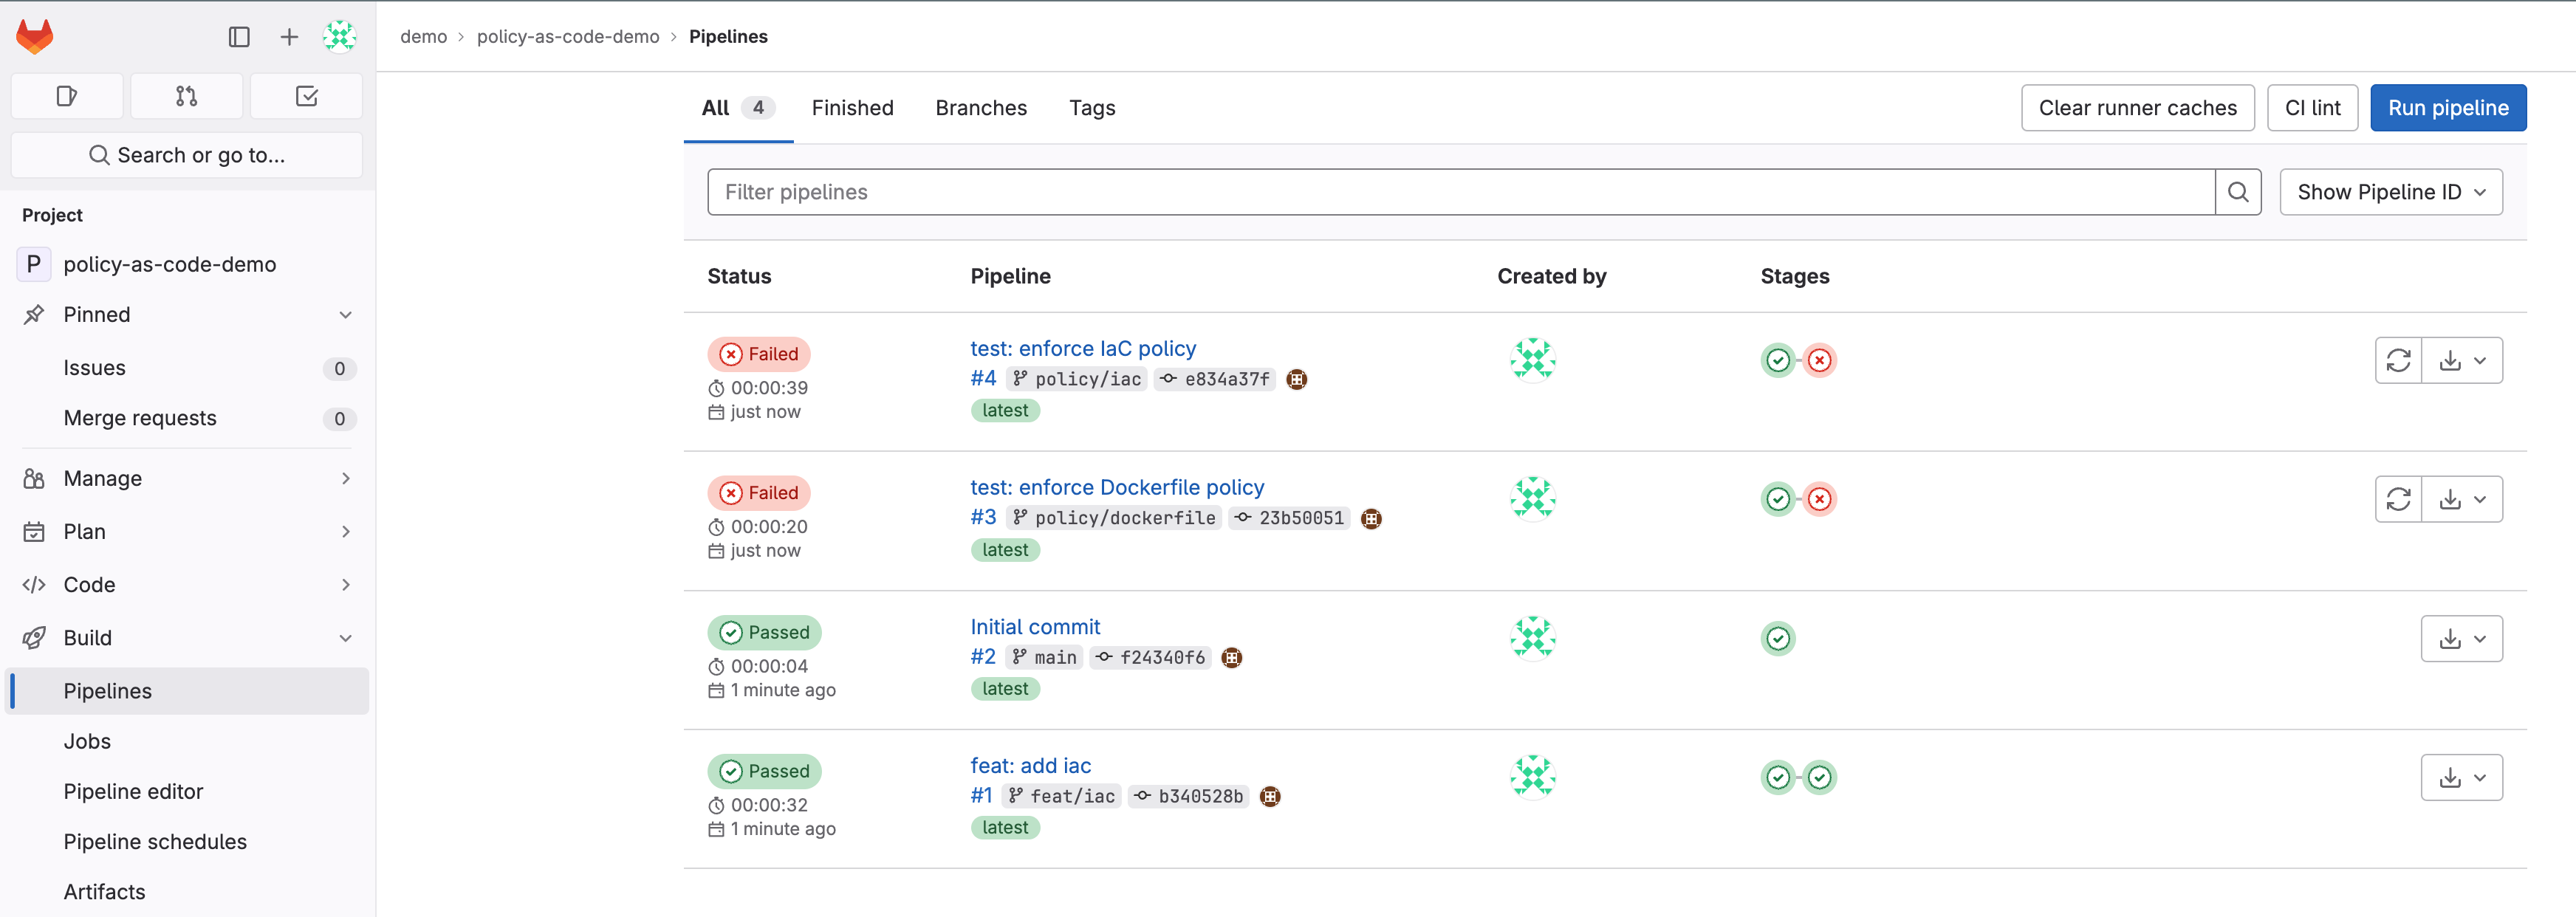 demo > policy-as-code-demo > Pipelines
Search or go to...
Project
P policy-as-code-demo
Pinned
Issues 0
Merge requests 0
Manage
Plan
Code
Build
Pipelines
Jobs
Pipeline editor
Pipeline schedules
Artifacts
All 4 Finished Branches Tags Clear runner caches CI lint Run pipeline
Filter pipelines Show Pipeline ID
Status Pipeline Created by Stages
Failed test: enforce IaC policy
00:00:39 #4 policy/iac e834a37f
just now latest
Failed test: enforce Dockerfile policy
00:00:20 #3 policy/dockerfile 23b50051
just now latest
Passed Initial commit
00:00:04 #2 main f24340f6
1 minute ago latest
Passed feat: add iac
00:00:32 #1 feat/iac b340528b
1 minute ago latest